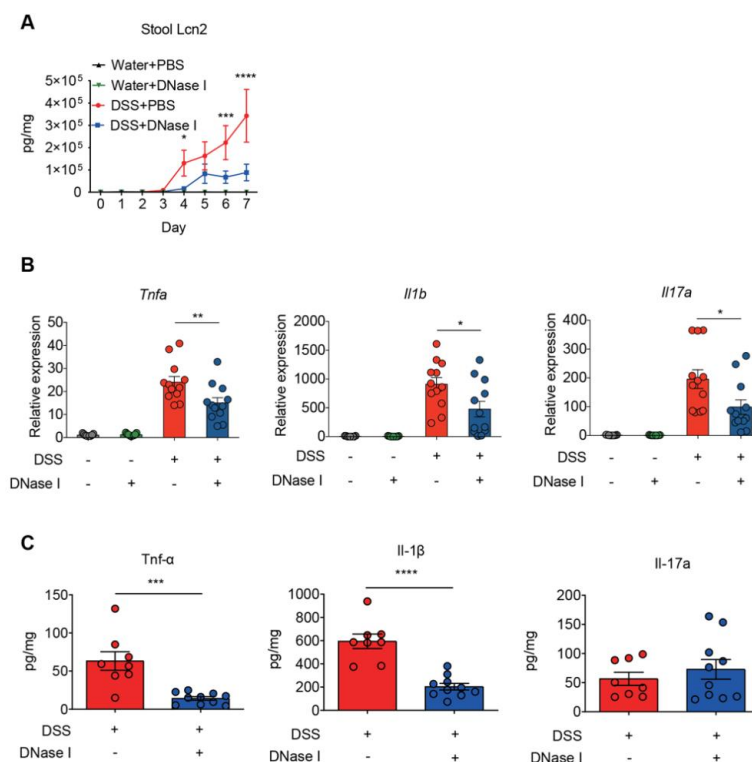 A
Stool Lcn2
Water+PBS
Water+DNase I
DSS+PBS
DSS+DNase I
pg/mg
5×10⁵
4×10⁵
3×10⁵
2×10⁵
1×10⁵
0
* *** ****
0 1 2 3 4 5 6 7
Day
B
Tnfa
Relative expression
50
40
30
20
10
0
**
DSS - - + +
DNase I - + - +
Il1b
Relative expression
2000
1500
1000
500
0
*
DSS - - + +
DNase I - + - +
Il17a
Relative expression
400
300
200
100
0
*
DSS - - + +
DNase I - + - +
C
Tnf-α
pg/mg
150
100
50
0
***
DSS + +
DNase I - +
Il-1β
pg/mg
1000
800
600
400
200
0
****
DSS + +
DNase I - +
Il-17a
pg/mg
200
150
100
50
0
DSS + +
DNase I - +